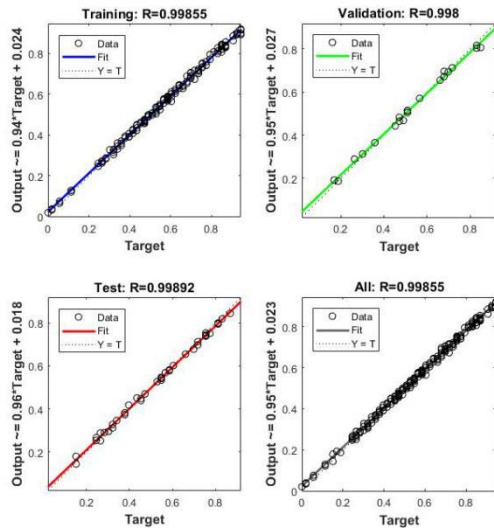 Training: R=0.99855
Output ~= 0.94*Target + 0.024
0.8
0.6
0.4
0.2
0
Data
Fit
Y = T
0 0.2 0.4 0.6 0.8
Target
Validation: R=0.998
Output ~= 0.95*Target + 0.027
0.8
0.6
0.4
0.2
Data
Fit
Y = T
0.2 0.4 0.6 0.8
Target
Test: R=0.99892
Output ~= 0.96*Target + 0.018
0.8
0.6
0.4
0.2
Data
Fit
Y = T
0.2 0.4 0.6 0.8
Target
All: R=0.99855
Output ~= 0.95*Target + 0.023
0.8
0.6
0.4
0.2
0
Data
Fit
Y = T
0 0.2 0.4 0.6 0.8
Target